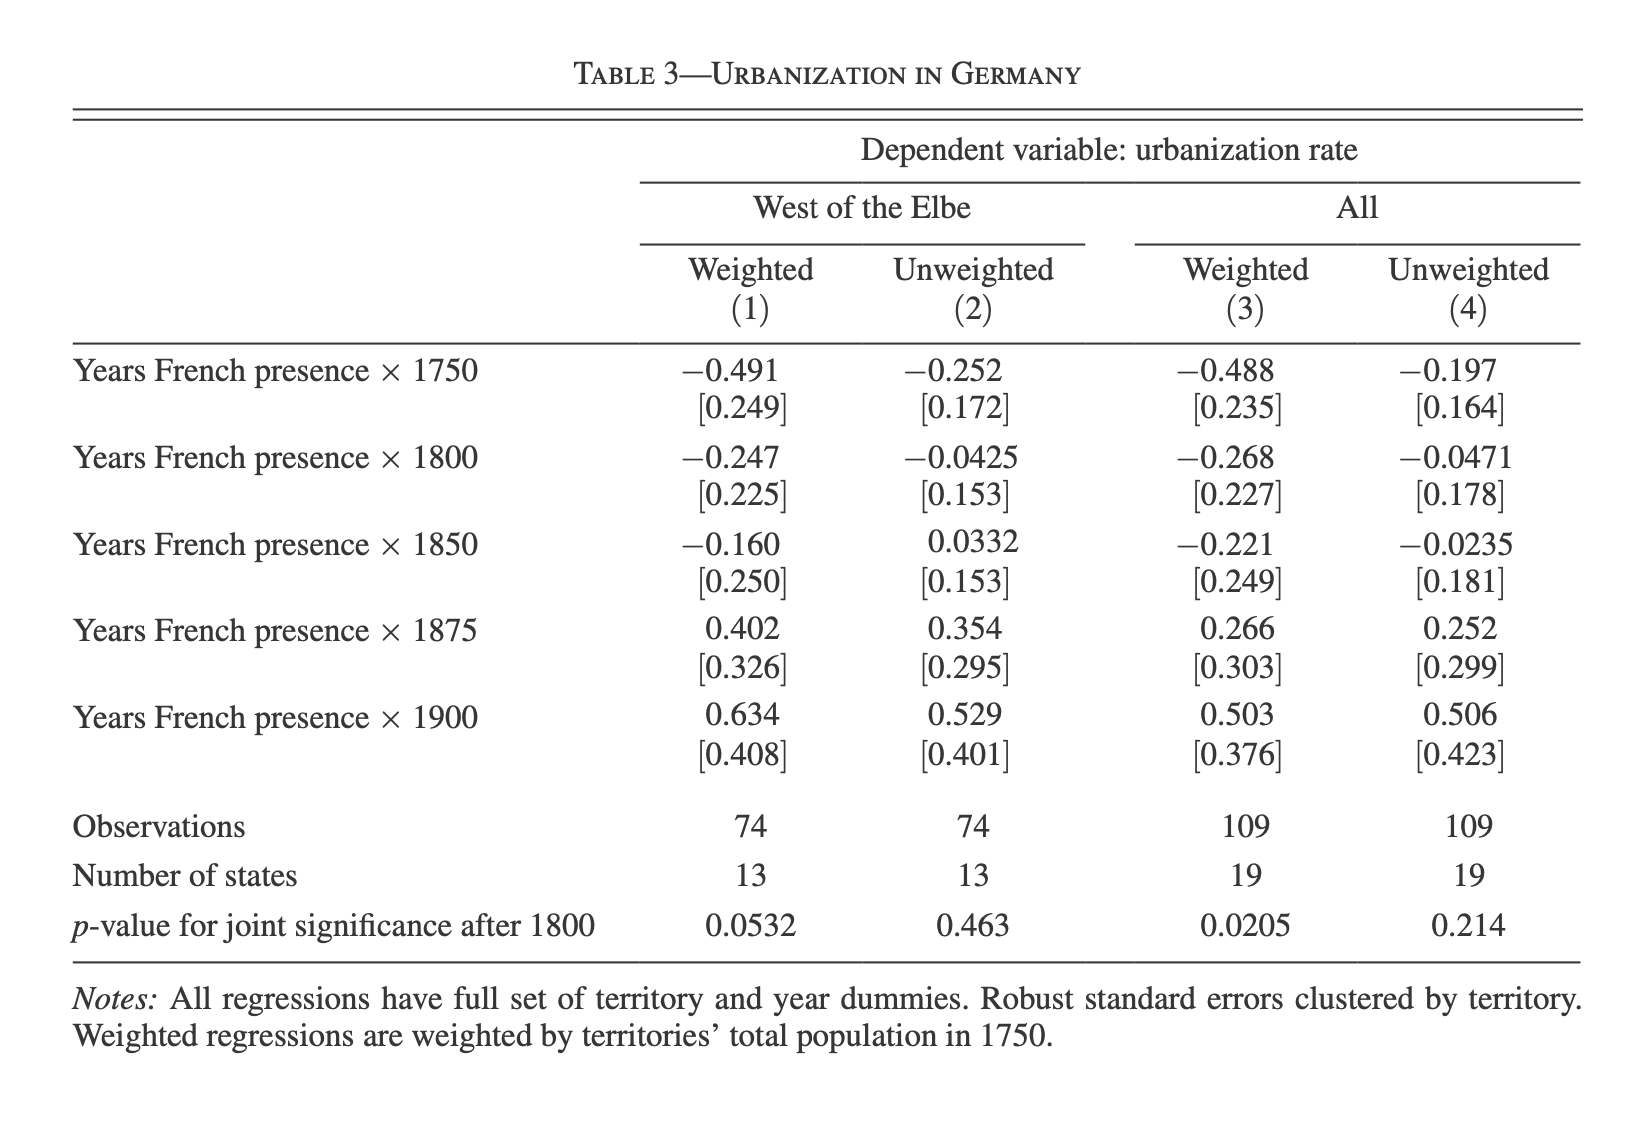 TABLE 3—URBANIZATION IN GERMANY
Dependent variable: urbanization rate
West of the Elbe All
Weighted Unweighted Weighted Unweighted
(1) (2) (3) (4)
Years French presence × 1750 −0.491 −0.252 −0.488 −0.197
[0.249] [0.172] [0.235] [0.164]
Years French presence × 1800 −0.247 −0.0425 −0.268 −0.0471
[0.225] [0.153] [0.227] [0.178]
Years French presence × 1850 −0.160 0.0332 −0.221 −0.0235
[0.250] [0.153] [0.249] [0.181]
Years French presence × 1875 0.402 0.354 0.266 0.252
[0.326] [0.295] [0.303] [0.299]
Years French presence × 1900 0.634 0.529 0.503 0.506
[0.408] [0.401] [0.376] [0.423]
Observations 74 74 109 109
Number of states 13 13 19 19
p-value for joint significance after 1800 0.0532 0.463 0.0205 0.214
Notes: All regressions have full set of territory and year dummies. Robust standard errors clustered by territory.
Weighted regressions are weighted by territories’ total population in 1750.